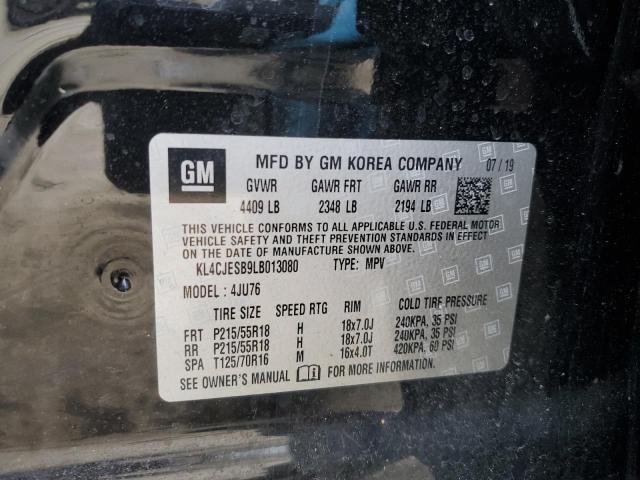 GM MFD BY GM KOREA COMPANY 07/19
GVWR GAWR FRT GAWR RR
4409 LB 2348 LB 2194 LB
THIS VEHICLE CONFORMS TO ALL APPLICABLE U.S. FEDERAL MOTOR
VEHICLE SAFETY AND THEFT PREVENTION STANDARDS IN EFFECT
ON THE DATE OF MANUFACTURE SHOWN ABOVE.
KL4CJESB9LB013080 TYPE: MPV
MODEL: 4JU76
TIRE SIZE SPEED RTG RIM COLD TIRE PRESSURE
FRT P215/55R18 H 18x7.0J 240KPA, 35 PSI
RR P215/55R18 H 18x7.0J 240KPA, 35 PSI
SPA T125/70R16 M 16x4.0T 420KPA, 60 PSI
SEE OWNER'S MANUAL FOR MORE INFORMATION.